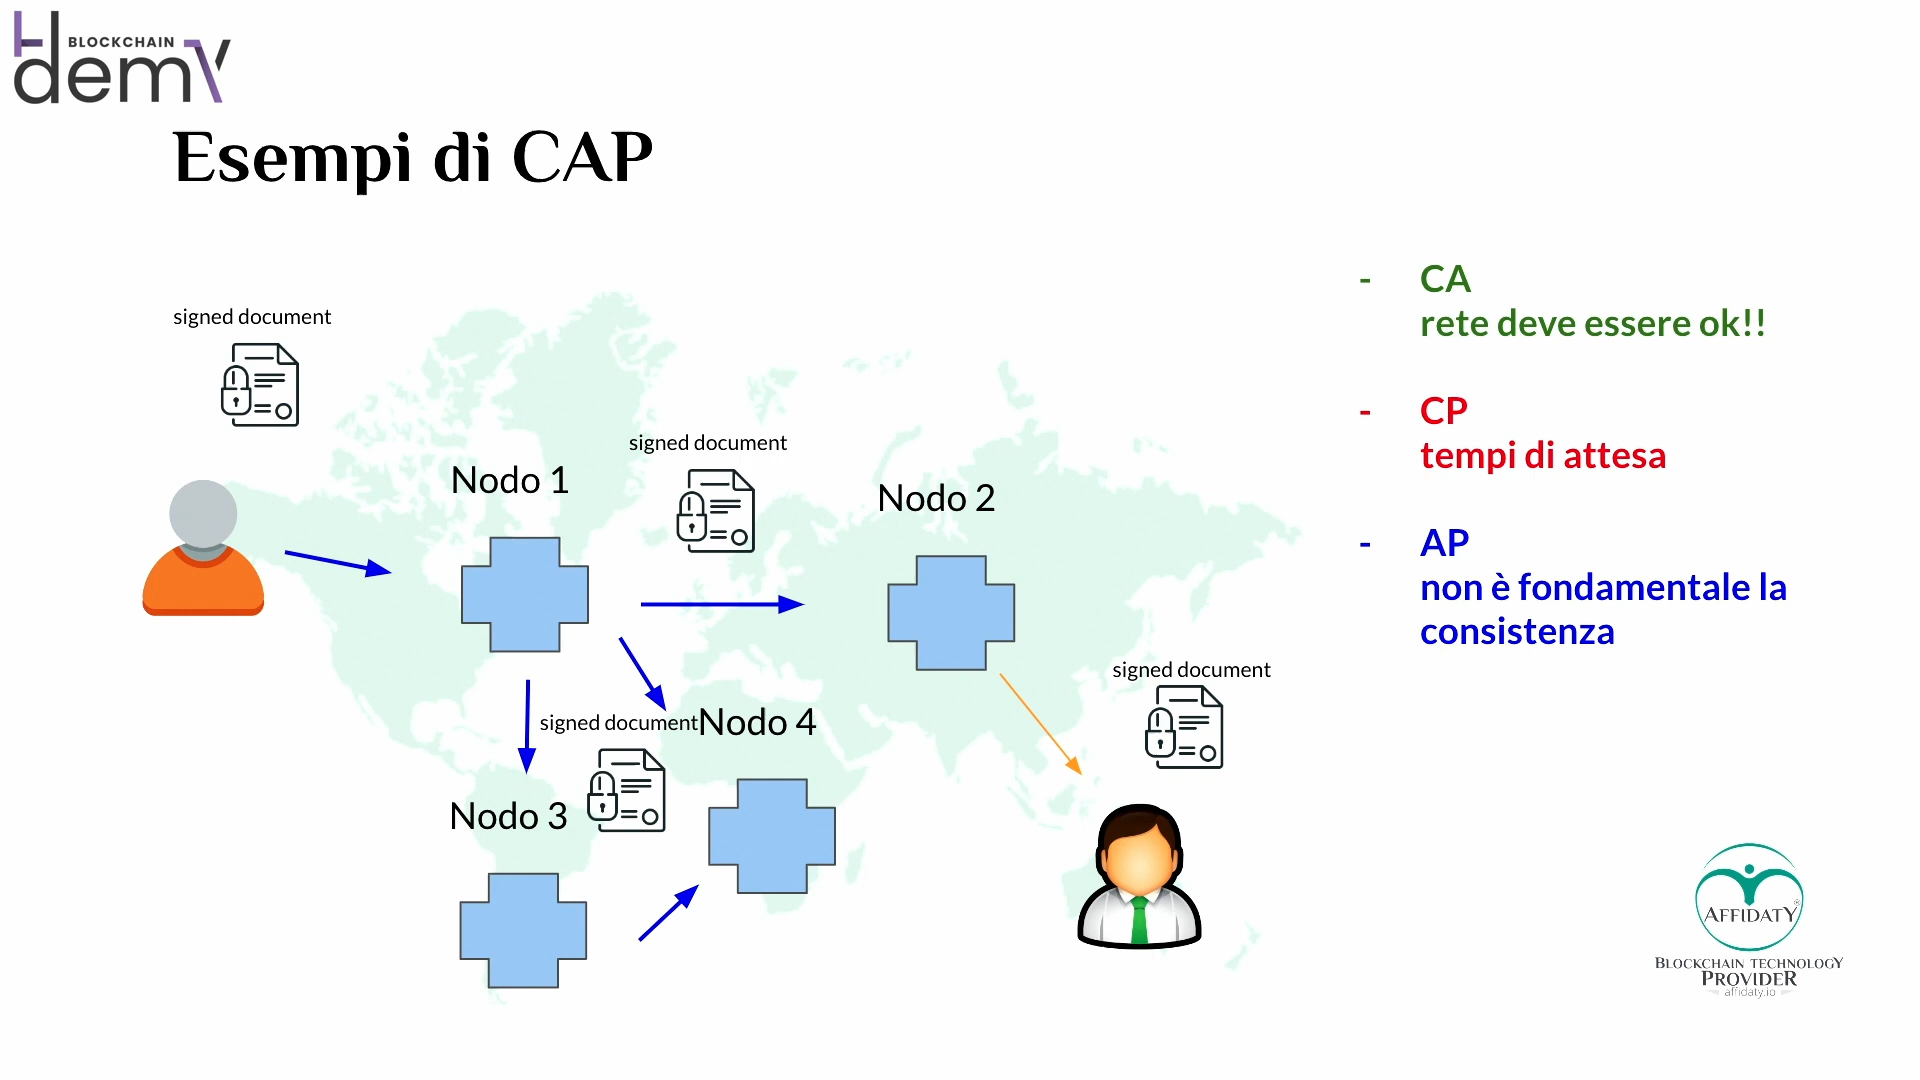 BLOCKCHAIN
demy
Esempi di CAP
signed document
signed document
Nodo 1
Nodo 2
signed document
signed document
Nodo 4
Nodo 3
- CA
rete deve essere ok!!
- CP
tempi di attesa
- AP
non è fondamentale la
consistenza
AFFIDATY®
BLOCKCHAIN TECHNOLOGY
PROVIDER
affidaty.io